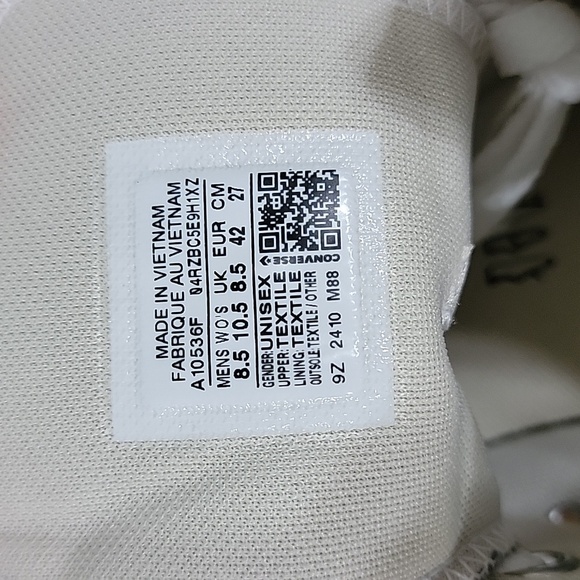 MADE IN VIETNAM
FABRIQUE AU VIETNAM
A10536F 04RZBC5E9H1XZ
MENS WO'S UK EUR CM
8.5 10.5 8.5 42 27
GENDER:UNISEX
UPPER:TEXTILE
LINING:TEXTILE
OUTSOLE:TEXTILE/OTHER
9Z 2410 M88
CONVERSE